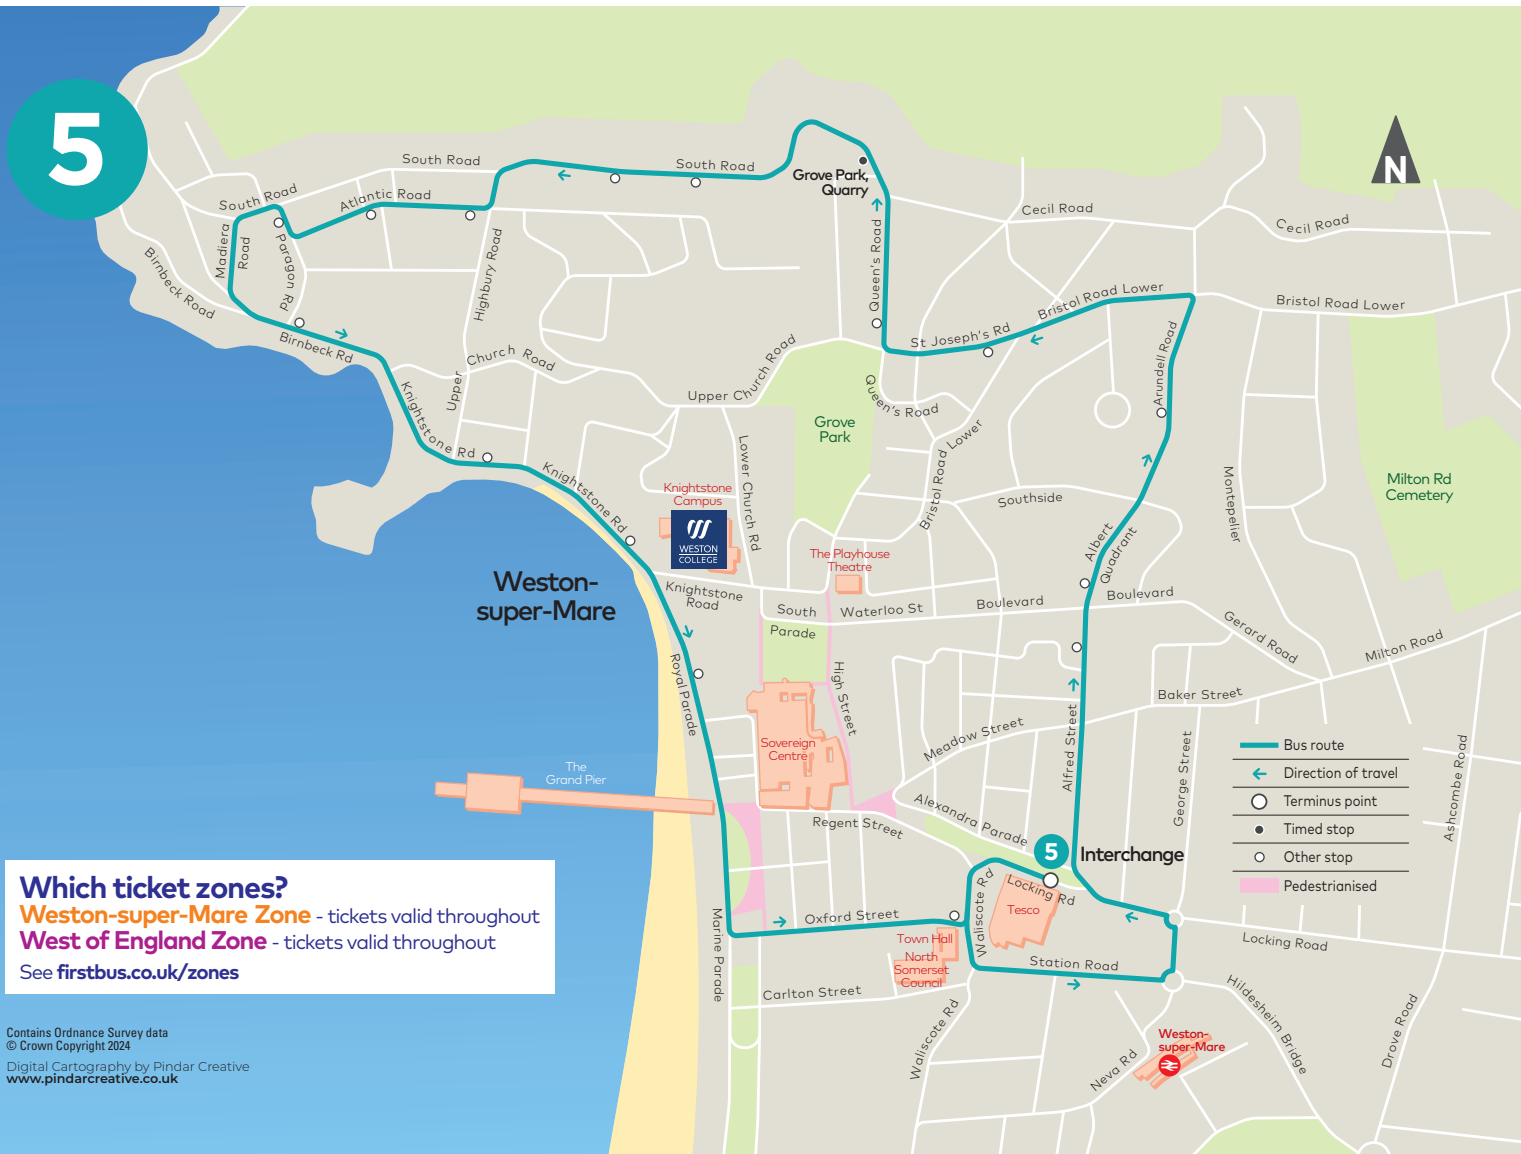 5
N
South Road
South Road
South Road
Atlantic Road
Grove Park,
Quarry
Cecil Road
Cecil Road
Madiera
Road
Paragon Rd
Birnbeck Road
Highbury Road
Queen's Road
Bristol Road Lower
Bristol Road Lower
St Joseph's Rd
Birnbeck Rd
Church Road
Upper
Upper Church Road
Arundell Road
Queen's Road
Knightstone Rd
Grove
Park
Bristol Road Lower
Lower Church Rd
Knightstone Rd
Knightstone
Campus
WESTON
COLLEGE
Southside
Montepelier
Milton Rd
Cemetery
Albert
Quadrant
The Playhouse
Theatre
Weston-
super-Mare
Knightstone
Road
South
Parade
Waterloo St
Boulevard
Boulevard
Gerard Road
Milton Road
Royal Parade
High Street
Baker Street
Meadow Street
Alfred Street
George Street
Ashcombe Road
Sovereign
Centre
The
Grand Pier
Bus route
Direction of travel
Terminus point
Timed stop
Other stop
Pedestrianised
Regent Street
Alexandra Parade
5
Interchange
Locking Rd
Tesco
Waliscote Rd
Oxford Street
Marine Parade
Town Hall
North
Somerset
Council
Station Road
Locking Road
Carlton Street
Waliscote Rd
Hildesheim Bridge
Drove Road
Neva Rd
Weston-
super-Mare
Which ticket zones?
Weston-super-Mare Zone - tickets valid throughout
West of England Zone - tickets valid throughout
See firstbus.co.uk/zones
Contains Ordnance Survey data
© Crown Copyright 2024
Digital Cartography by Pindar Creative
www.pindarcreative.co.uk